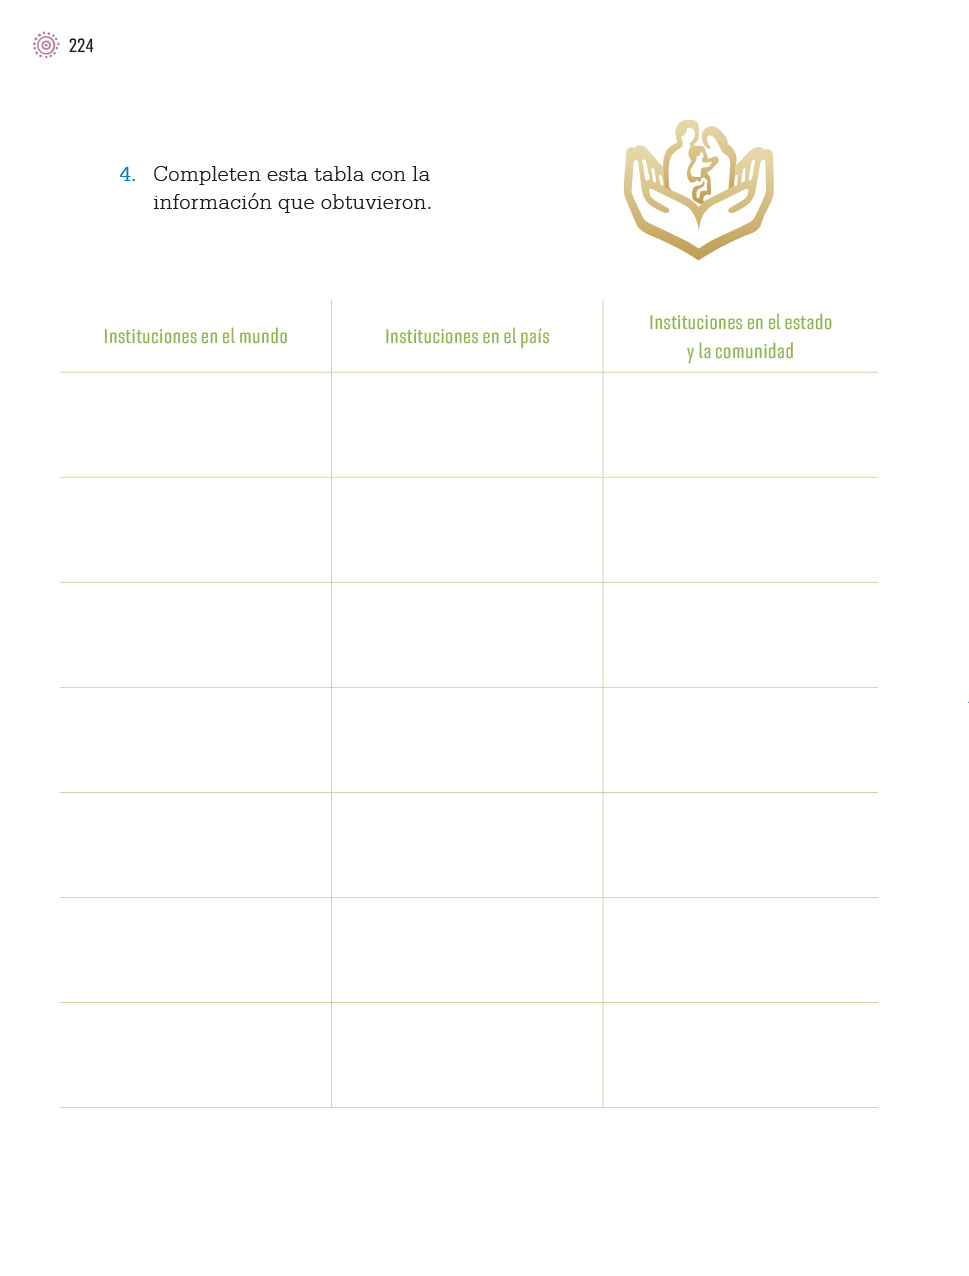 224
4. Completen esta tabla con la
información que obtuvieron.
Instituciones en el mundo
Instituciones en el país
Instituciones en el estado
y la comunidad